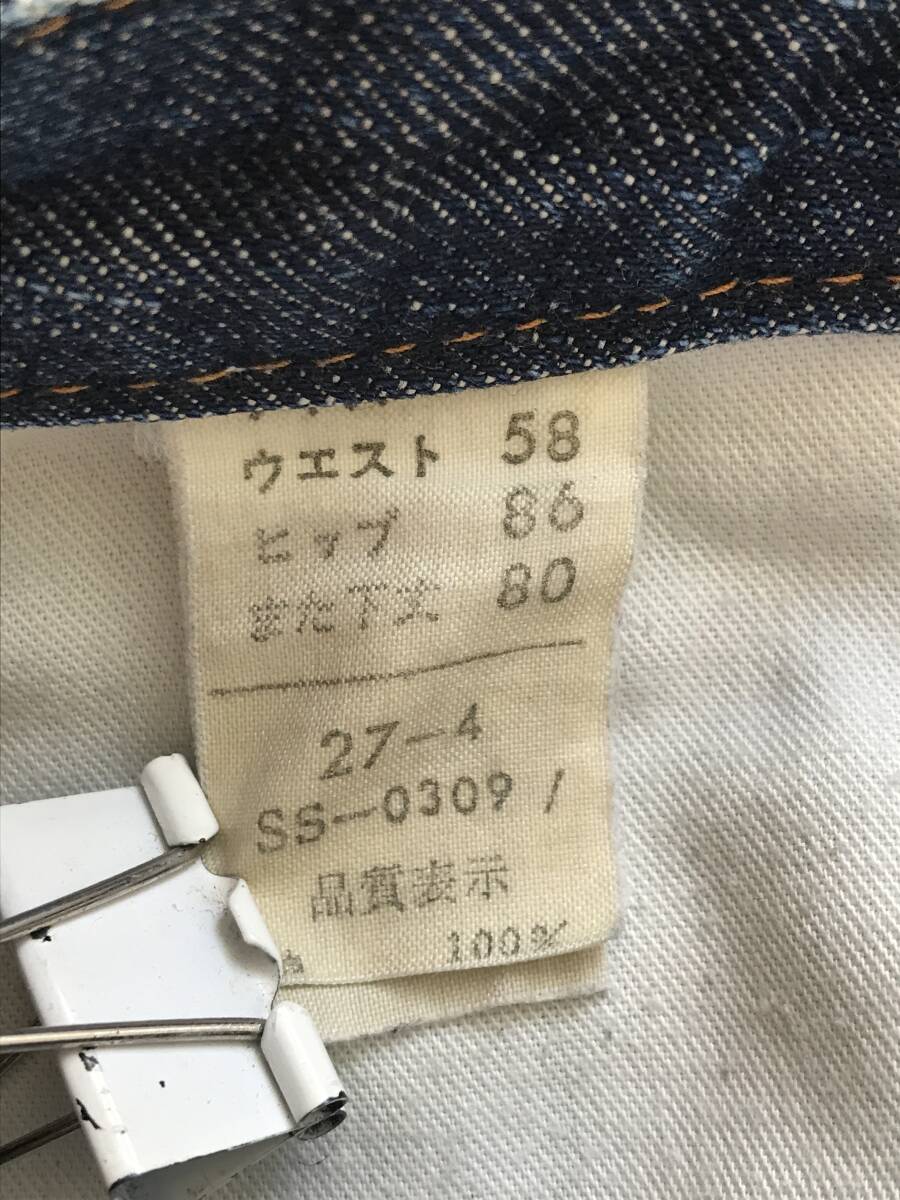 ウエスト 58
ヒップ 86
また下丈 80
27-4
SS-0309 /
品質表示
100%